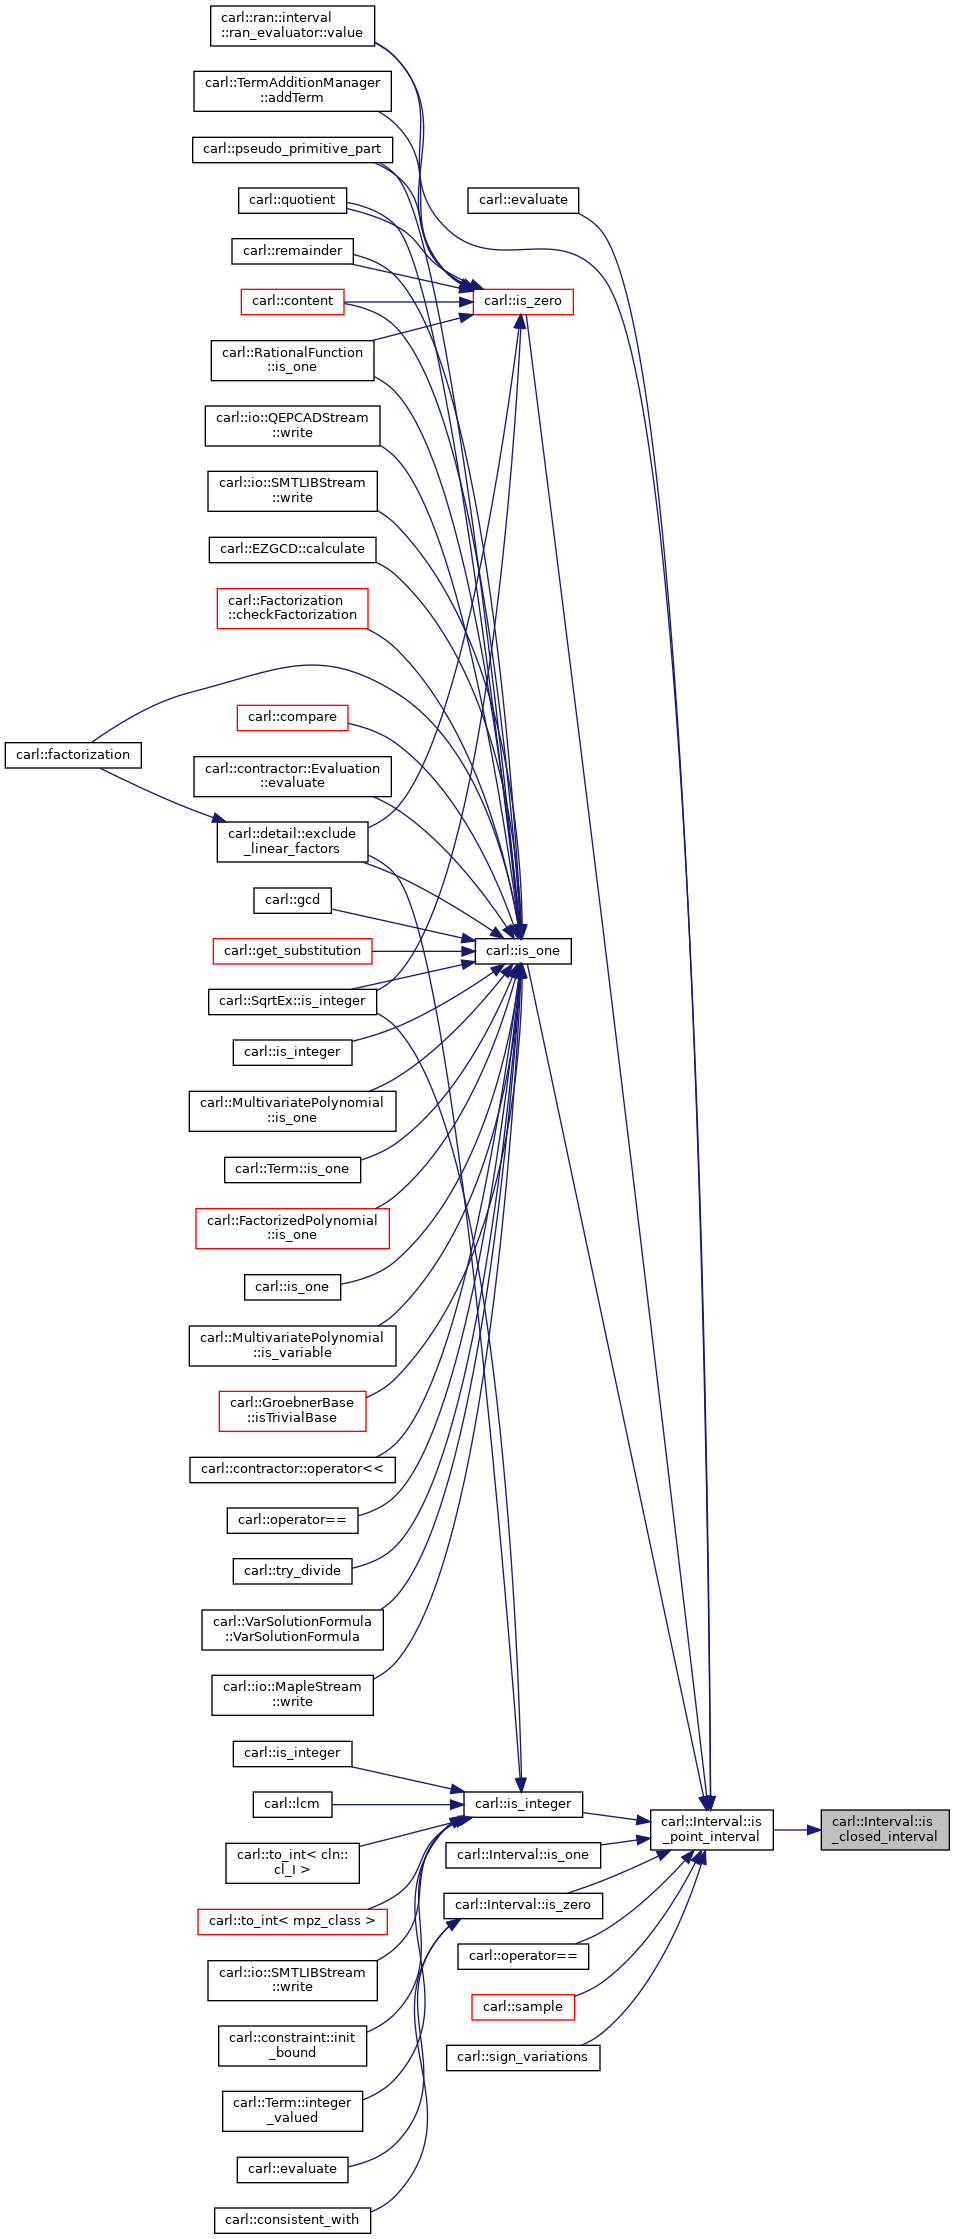 carl::ran::interval
::ran_evaluator::value
carl::TermAdditionManager
::addTerm
carl::pseudo_primitive_part
carl::quotient
carl::evaluate
carl::remainder
carl::content
carl::is_zero
carl::RationalFunction
::is_one
carl::io::QEPCADStream
::write
carl::io::SMTLIBStream
::write
carl::EZGCD::calculate
carl::Factorization
::checkFactorization
carl::compare
carl::factorization
carl::contractor::Evaluation
::evaluate
carl::detail::exclude
_linear_factors
carl::gcd
carl::get_substitution
carl::is_one
carl::SqrtEx::is_integer
carl::is_integer
carl::MultivariatePolynomial
::is_one
carl::Term::is_one
carl::FactorizedPolynomial
::is_one
carl::is_one
carl::MultivariatePolynomial
::is_variable
carl::GroebnerBase
::isTrivialBase
carl::contractor::operator<<
carl::operator==
carl::try_divide
carl::VarSolutionFormula
::VarSolutionFormula
carl::io::MapleStream
::write
carl::is_integer
carl::lcm
carl::is_integer
carl::Interval::is
_point_interval
carl::Interval::is
_closed_interval
carl::to_int< cln::
cl_I >
carl::Interval::is_one
carl::Interval::is_zero
carl::to_int< mpz_class >
carl::operator==
carl::io::SMTLIBStream
::write
carl::sample
carl::constraint::init
_bound
carl::sign_variations
carl::Term::integer
_valued
carl::evaluate
carl::consistent_with